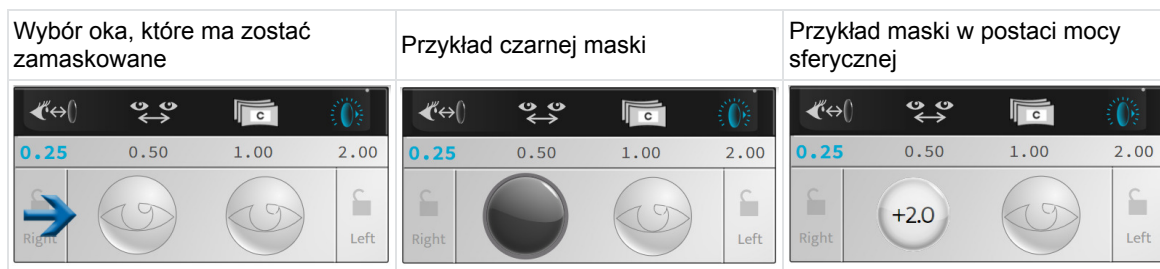 Wybór oka, które ma zostać
zamaskowane
Przykład czarnej maski
Przykład maski w postaci mocy
sferycznej
C
0.25 0.50 1.00 2.00
Right
Left
C
0.25 0.50 1.00 2.00
Right
Left
C
0.25 0.50 1.00 2.00
Right
+2.0
Left